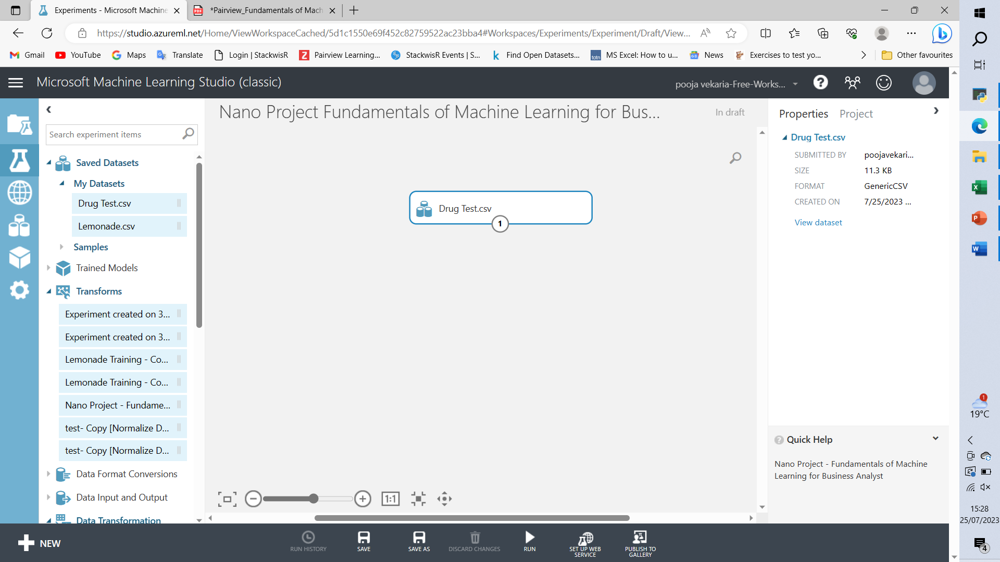 Experiments - Microsoft Machine
*Pairview_Fundamentals of Mach
https://studio.azureml.net/Home/ViewWorkspaceCached/5d1c1550e69f452c82759522ac23bba4#Workspaces/Experiments/Experiment/Draft/View...
Gmail YouTube Maps Translate Login | StackwisR Pairview Learning... StackwisR Events | S... Find Open Datasets... MS Excel: How to u... News Exercises to test yo... Other favourites
Microsoft Machine Learning Studio (classic)
pooja vekaria-Free-Works...
Search experiment items
Saved Datasets
My Datasets
Drug Test.csv
Lemonade.csv
Samples
Trained Models
Transforms
Experiment created on 3...
Experiment created on 3...
Lemonade Training - Co...
Lemonade Training - Co...
Nano Project - Fundame...
test- Copy [Normalize D...
test- Copy [Normalize D...
Data Format Conversions
Data Input and Output
Data Transformation
Nano Project Fundamentals of Machine Learning for Bus...
In draft
Drug Test.csv
1
1:1
Properties Project
Drug Test.csv
SUBMITTED BY poojavekari...
SIZE 11.3 KB
FORMAT GenericCSV
CREATED ON 7/25/2023 ...
View dataset
Quick Help
Nano Project - Fundamentals of Machine
Learning for Business Analyst
NEW
RUN HISTORY
SAVE
SAVE AS
DISCARD CHANGES
RUN
SET UP WEB
SERVICE
PUBLISH TO
GALLERY
1
19°C
15:28
25/07/2023
4